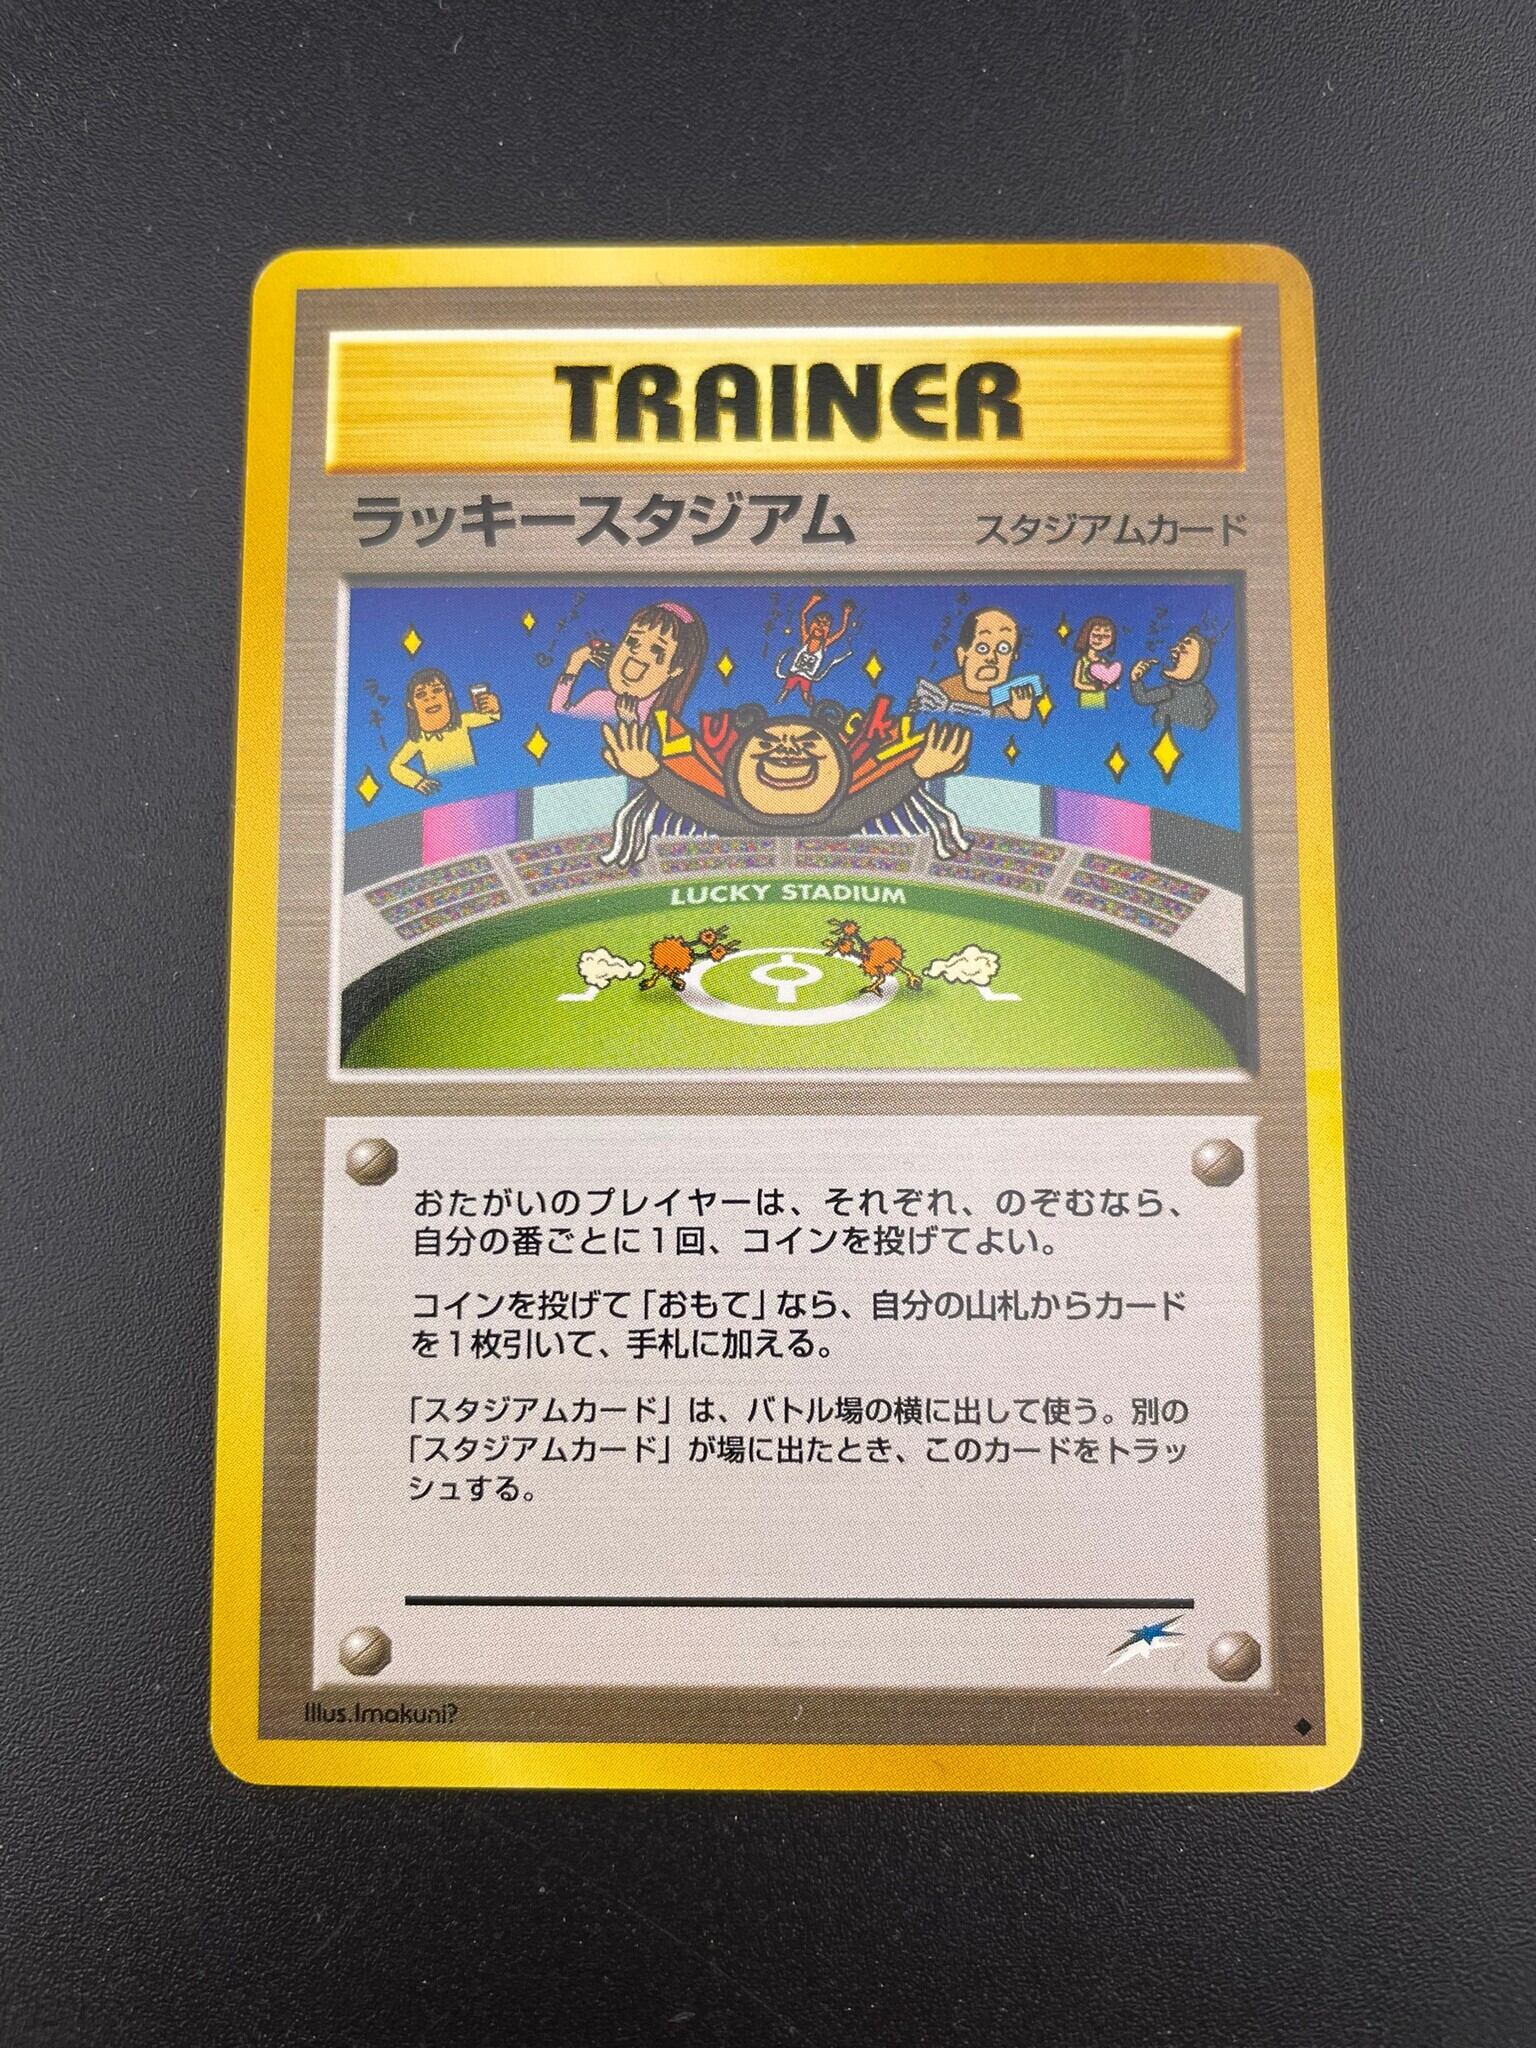 TRAINER
ラッキースタジアム
スタジアムカード
Lucky
LUCKY STADIUM
おたがいのプレイヤーは、それぞれ、のぞむなら、
自分の番ごとに1回、コインを投げてよい。
コインを投げて「おもて」なら、自分の山札からカード
を1枚引いて、手札に加える。
「スタジアムカード」は、バトル場の横に出して使う。別の
「スタジアムカード」が場に出たとき、このカードをトラッ
シュする。
Illus.Imakuni?